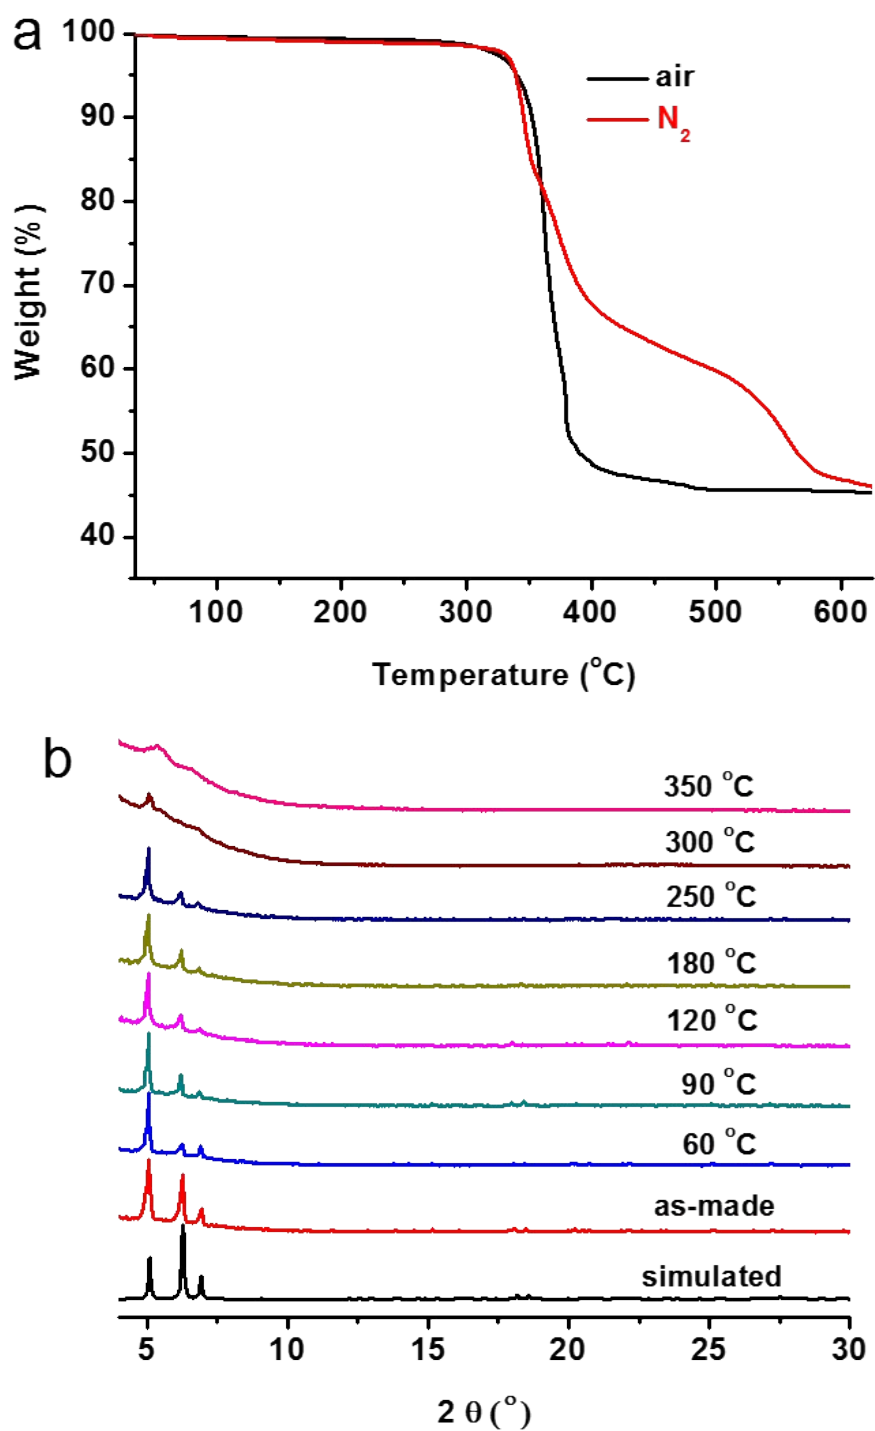 a
100
90
80
70
60
50
40
Weight (%)
air
N₂
100 200 300 400 500 600
Temperature (°C)
b
350 °C
300 °C
250 °C
180 °C
120 °C
90 °C
60 °C
as-made
simulated
5 10 15 20 25 30
2 θ (°)